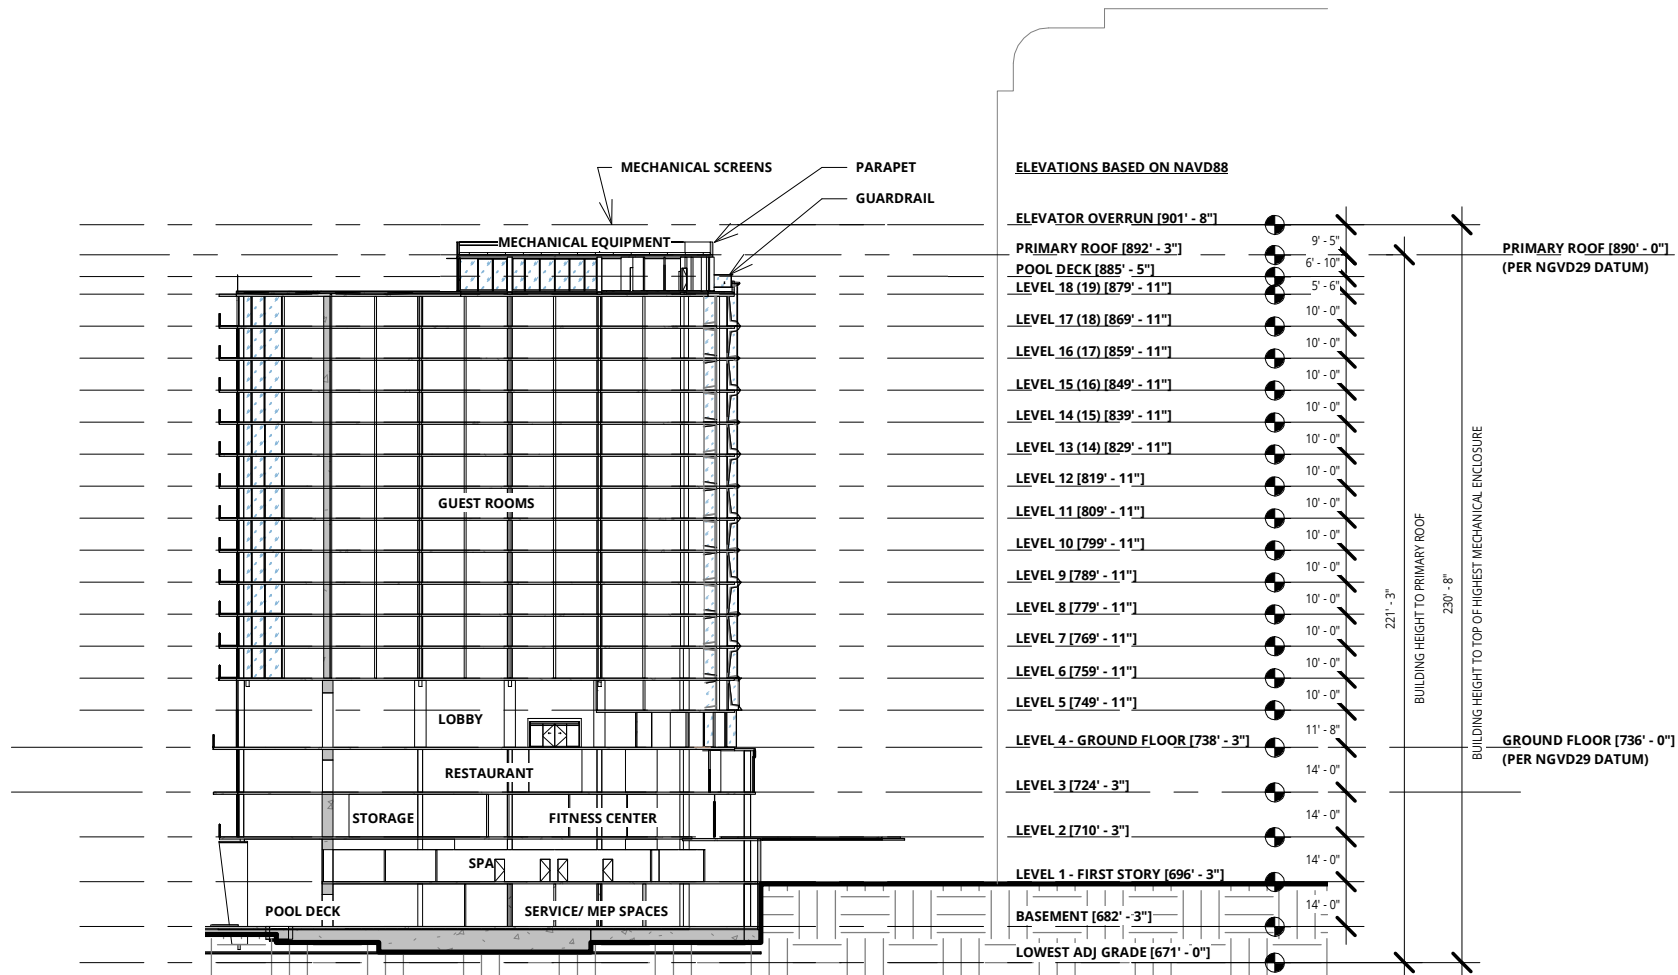 MECHANICAL SCREENS
PARAPET
GUARDRAIL
MECHANICAL EQUIPMENT
GUEST ROOMS
LOBBY
RESTAURANT
STORAGE
FITNESS CENTER
SPA
POOL DECK
SERVICE/ MEP SPACES
ELEVATIONS BASED ON NAVD88
ELEVATOR OVERRUN [901' - 8"]
9' - 5"
PRIMARY ROOF [892' - 3"]
6' - 10"
POOL DECK [885' - 5"]
5' - 6"
LEVEL 18 (19) [879' - 11"]
10' - 0"
LEVEL 17 (18) [869' - 11"]
10' - 0"
LEVEL 16 (17) [859' - 11"]
10' - 0"
LEVEL 15 (16) [849' - 11"]
10' - 0"
LEVEL 14 (15) [839' - 11"]
10' - 0"
LEVEL 13 (14) [829' - 11"]
10' - 0"
LEVEL 12 [819' - 11"]
10' - 0"
LEVEL 11 [809' - 11"]
10' - 0"
LEVEL 10 [799' - 11"]
10' - 0"
LEVEL 9 [789' - 11"]
10' - 0"
LEVEL 8 [779' - 11"]
10' - 0"
LEVEL 7 [769' - 11"]
10' - 0"
LEVEL 6 [759' - 11"]
10' - 0"
LEVEL 5 [749' - 11"]
11' - 8"
LEVEL 4 - GROUND FLOOR [738' - 3"]
14' - 0"
LEVEL 3 [724' - 3"]
14' - 0"
LEVEL 2 [710' - 3"]
14' - 0"
LEVEL 1 - FIRST STORY [696' - 3"]
14' - 0"
BASEMENT [682' - 3"]
LOWEST ADJ GRADE [671' - 0"]
221' - 3"
BUILDING HEIGHT TO PRIMARY ROOF
230' - 8"
BUILDING HEIGHT TO TOP OF HIGHEST MECHANICAL ENCLOSURE
PRIMARY ROOF [890' - 0"]
(PER NGVD29 DATUM)
GROUND FLOOR [736' - 0"]
(PER NGVD29 DATUM)